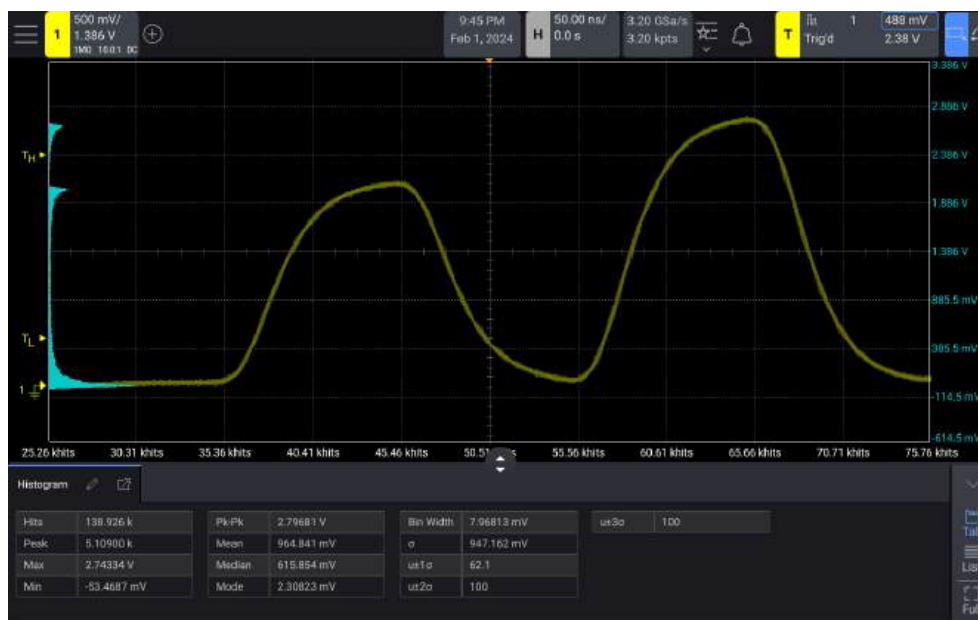 500 mV/
1
1.386 V
1MΩ 10.0:1 DC
9:45 PM
Feb 1, 2024
H
50.00 ns/
0.0 s
3.20 GSa/s
3.20 kpts
T
1
Trig'd
488 mV
2.38 V
3.386 V
2.886 V
TH
2.386 V
1.886 V
1.386 V
885.5 mV
TL
385.5 mV
1
-114.5 mV
-614.5 mV
25.26 khits 30.31 khits 35.36 khits 40.41 khits 45.46 khits 50.51 55.56 khits 60.61 khits 65.66 khits 70.71 khits 75.76 khits
Histogram
Hits 138.926 k Pk-Pk 2.79681 V Bin Width 7.96813 mV u±3σ 100
Peak 5.10900 k Mean 964.841 mV σ 947.162 mV
Max 2.74334 V Median 615.854 mV u±1σ 62.1
Min -53.4687 mV Mode 2.30823 mV u±2σ 100